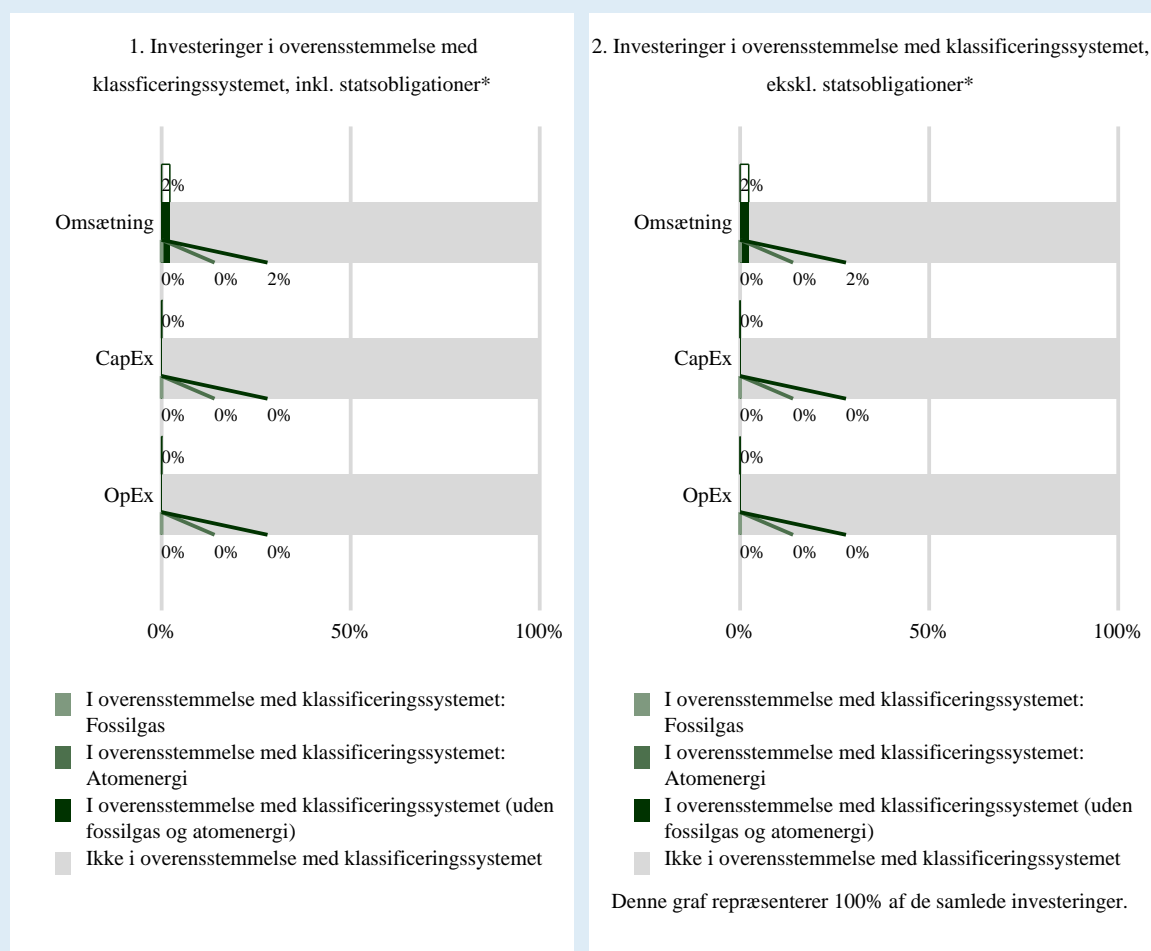 1. Investeringer i overensstemmelse med
klassficeringssystemet, inkl. statsobligationer*
2%
Omsætning
0% 0% 2%
0%
CapEx
0% 0% 0%
0%
OpEx
0% 0% 0%
0% 50% 100%
I overensstemmelse med klassificeringssystemet:
Fossilgas
I overensstemmelse med klassificeringssystemet:
Atomenergi
I overensstemmelse med klassificeringssystemet (uden
fossilgas og atomenergi)
Ikke i overensstemmelse med klassificeringssystemet
2. Investeringer i overensstemmelse med klassificeringssystemet,
ekskl. statsobligationer*
2%
Omsætning
0% 0% 2%
0%
CapEx
0% 0% 0%
0%
OpEx
0% 0% 0%
0% 50% 100%
I overensstemmelse med klassificeringssystemet:
Fossilgas
I overensstemmelse med klassificeringssystemet:
Atomenergi
I overensstemmelse med klassificeringssystemet (uden
fossilgas og atomenergi)
Ikke i overensstemmelse med klassificeringssystemet
Denne graf repræsenterer 100% af de samlede investeringer.